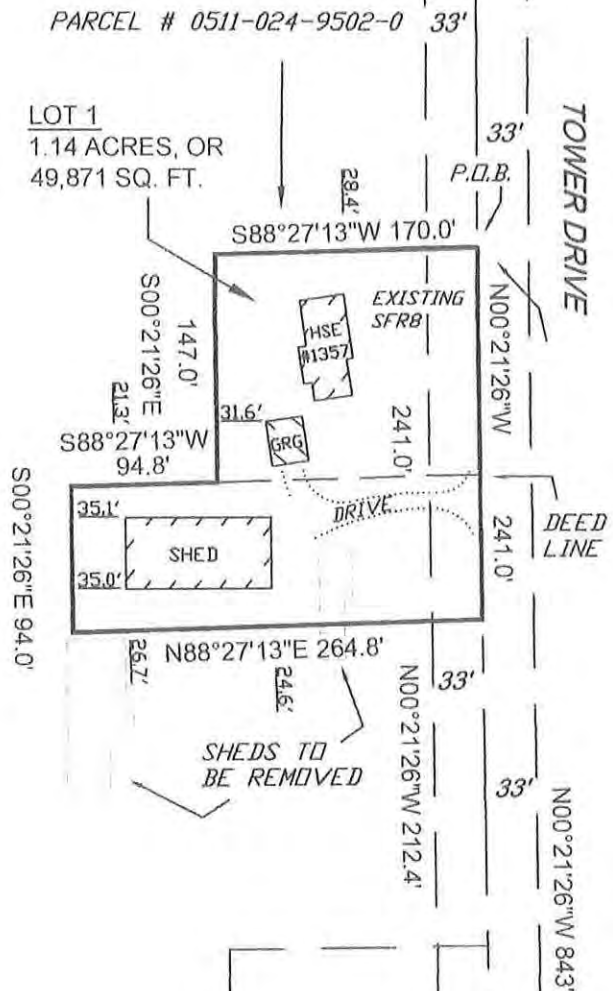 PARCEL # 0511-024-9502-0
33'
LOT 1
1.14 ACRES, OR
49,871 SQ. FT.
33'
TOWER DRIVE
P.O.B.
28.4'
S88°27'13"W 170.0'
EXISTING
SFRB
HSE
#1357
N00°21'26"W
147.0'
S00°21'26"E
31.6'
GRG
241.0'
21.3'
S88°27'13"W
94.8'
241.0'
DEED
LINE
35.1'
DRIVE
SHED
35.0'
S00°21'26"E 94.0'
N88°27'13"E 264.8'
26.7'
24.6'
33'
N00°21'26"W 212.4'
SHEDS TO
BE REMOVED
33'
N00°21'26"W 843'